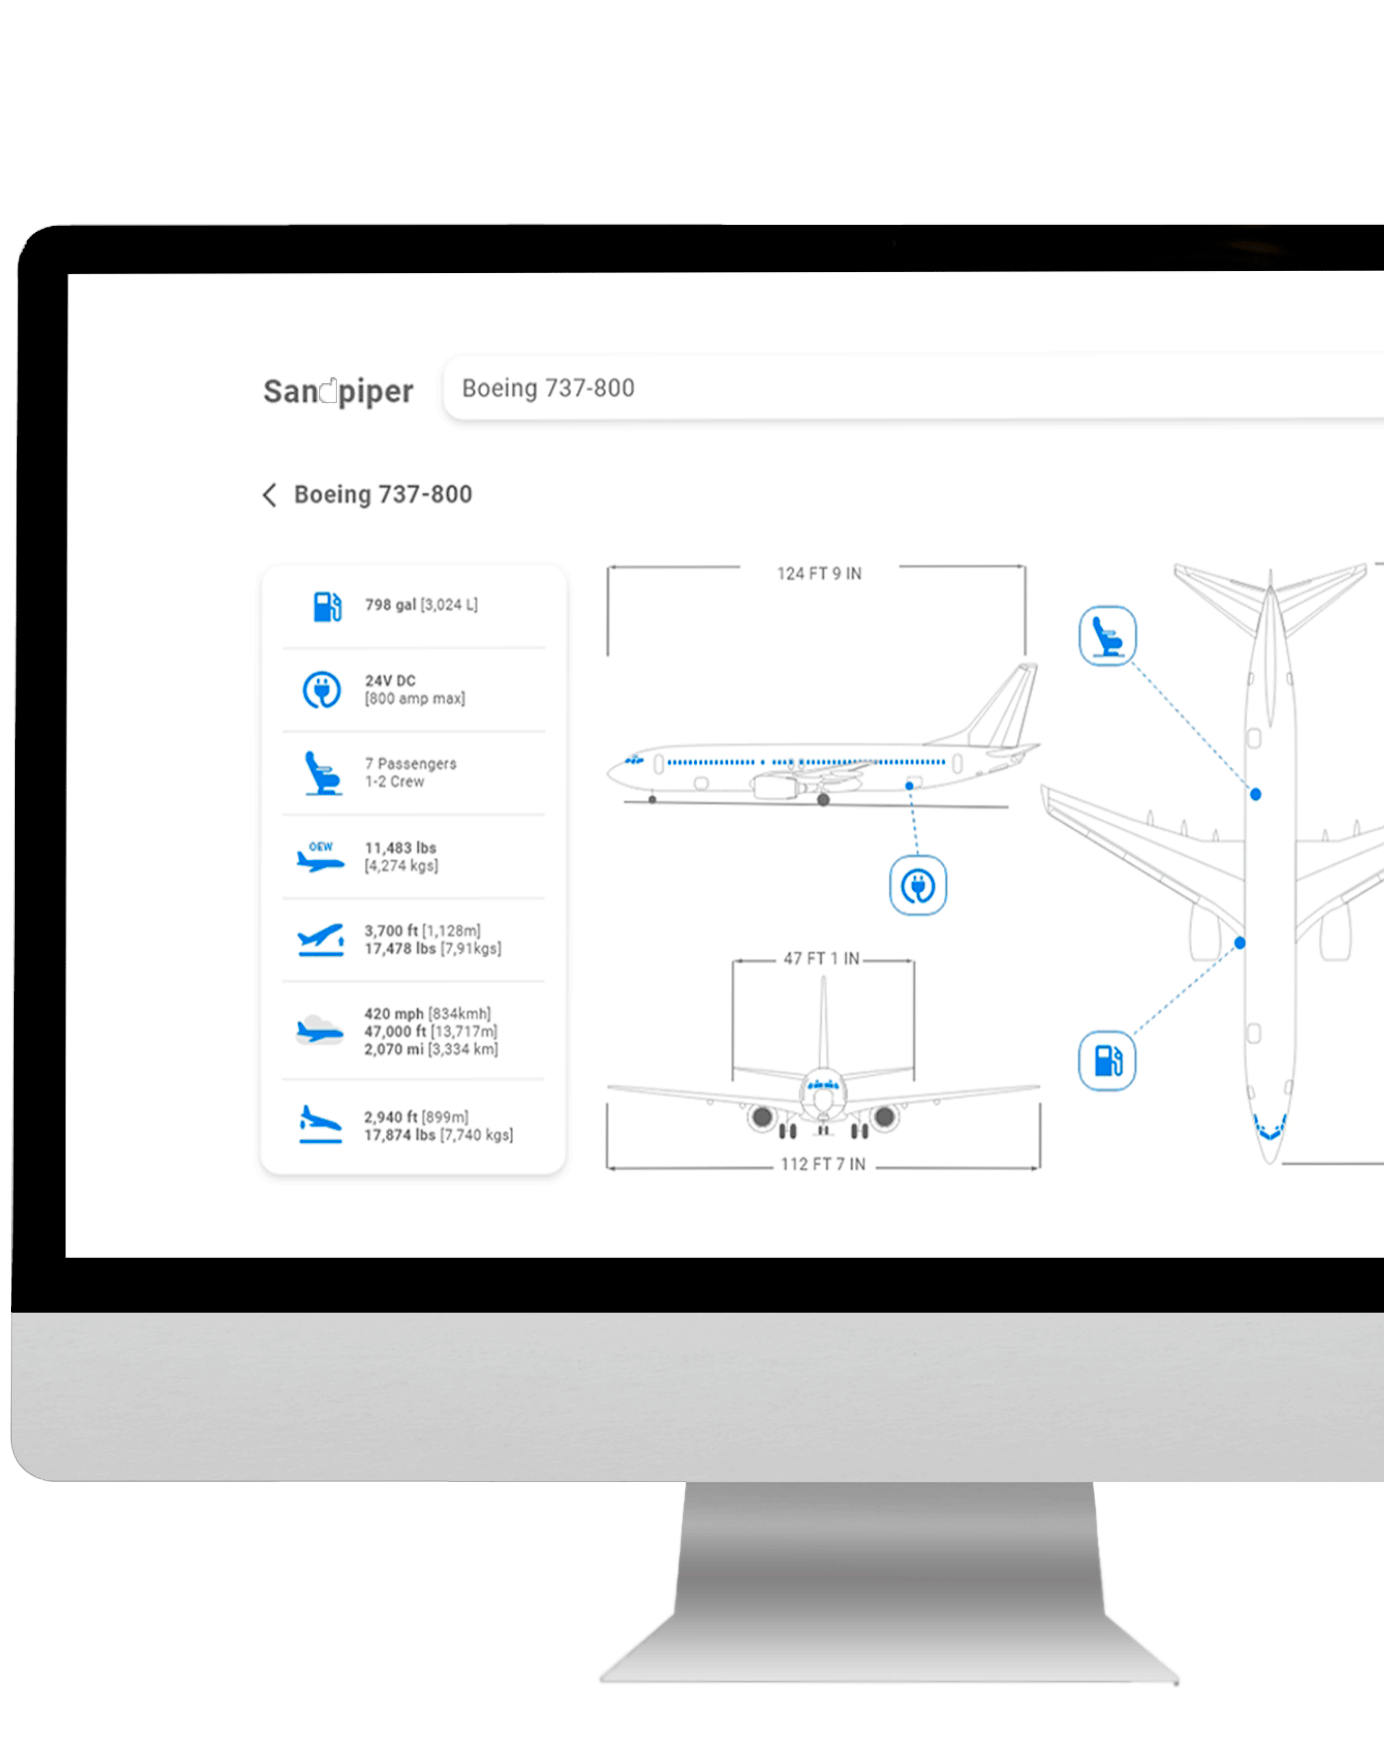 Sandpiper
Boeing 737-800
Boeing 737-800
798 gal [3,024 L]
24V DC
[800 amp max]
7 Passengers
1-2 Crew
OEW
11,483 lbs
[4,274 kgs]
3,700 ft [1,128m]
17,478 lbs [7,91kgs]
420 mph [834kmh]
47,000 ft [13,717m]
2,070 mi [3,334 km]
2,940 ft [899m]
17,874 lbs [7,740 kgs]
124 FT 9 IN
47 FT 1 IN
112 FT 7 IN